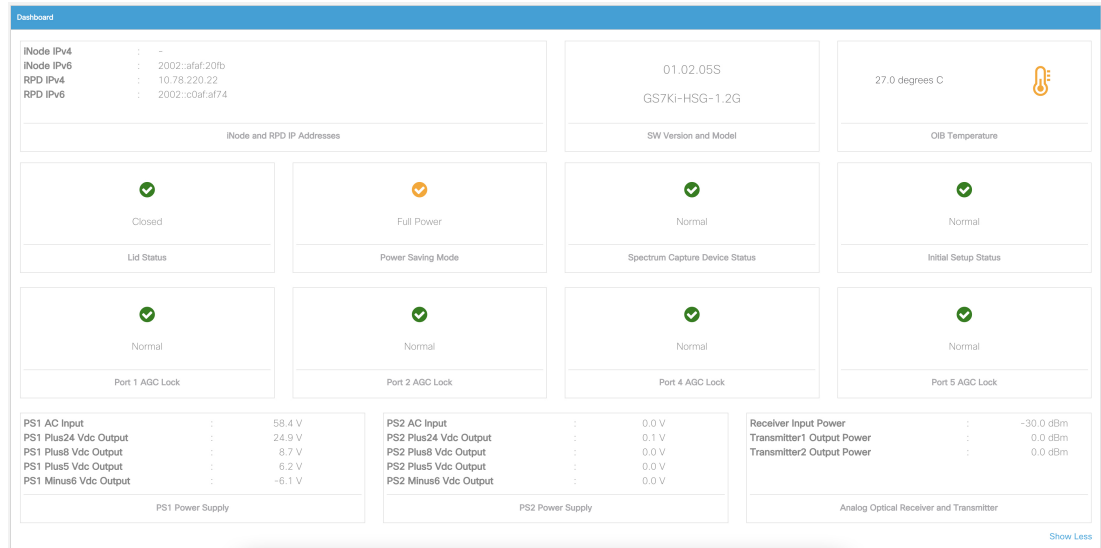 Dashboard
iNode IPv4 : –
iNode IPv6 : 2002::afaf:20fb
RPD IPv4 : 10.78.220.22
RPD IPv6 : 2002::c0af:af74
iNode and RPD IP Addresses
01.02.05S
GS7Ki-HSG-1.2G
SW Version and Model
27.0 degrees C
OIB Temperature
Closed
Lid Status
Full Power
Power Saving Mode
Normal
Spectrum Capture Device Status
Normal
Initial Setup Status
Normal
Port 1 AGC Lock
Normal
Port 2 AGC Lock
Normal
Port 4 AGC Lock
Normal
Port 5 AGC Lock
PS1 AC Input : 58.4 V
PS1 Plus24 Vdc Output : 24.9 V
PS1 Plus8 Vdc Output : 8.7 V
PS1 Plus5 Vdc Output : 6.2 V
PS1 Minus6 Vdc Output : -6.1 V
PS1 Power Supply
PS2 AC Input : 0.0 V
PS2 Plus24 Vdc Output : 0.1 V
PS2 Plus8 Vdc Output : 0.0 V
PS2 Plus5 Vdc Output : 0.0 V
PS2 Minus6 Vdc Output : 0.0 V
PS2 Power Supply
Receiver Input Power : -30.0 dBm
Transmitter1 Output Power : 0.0 dBm
Transmitter2 Output Power : 0.0 dBm
Analog Optical Receiver and Transmitter
Show Less